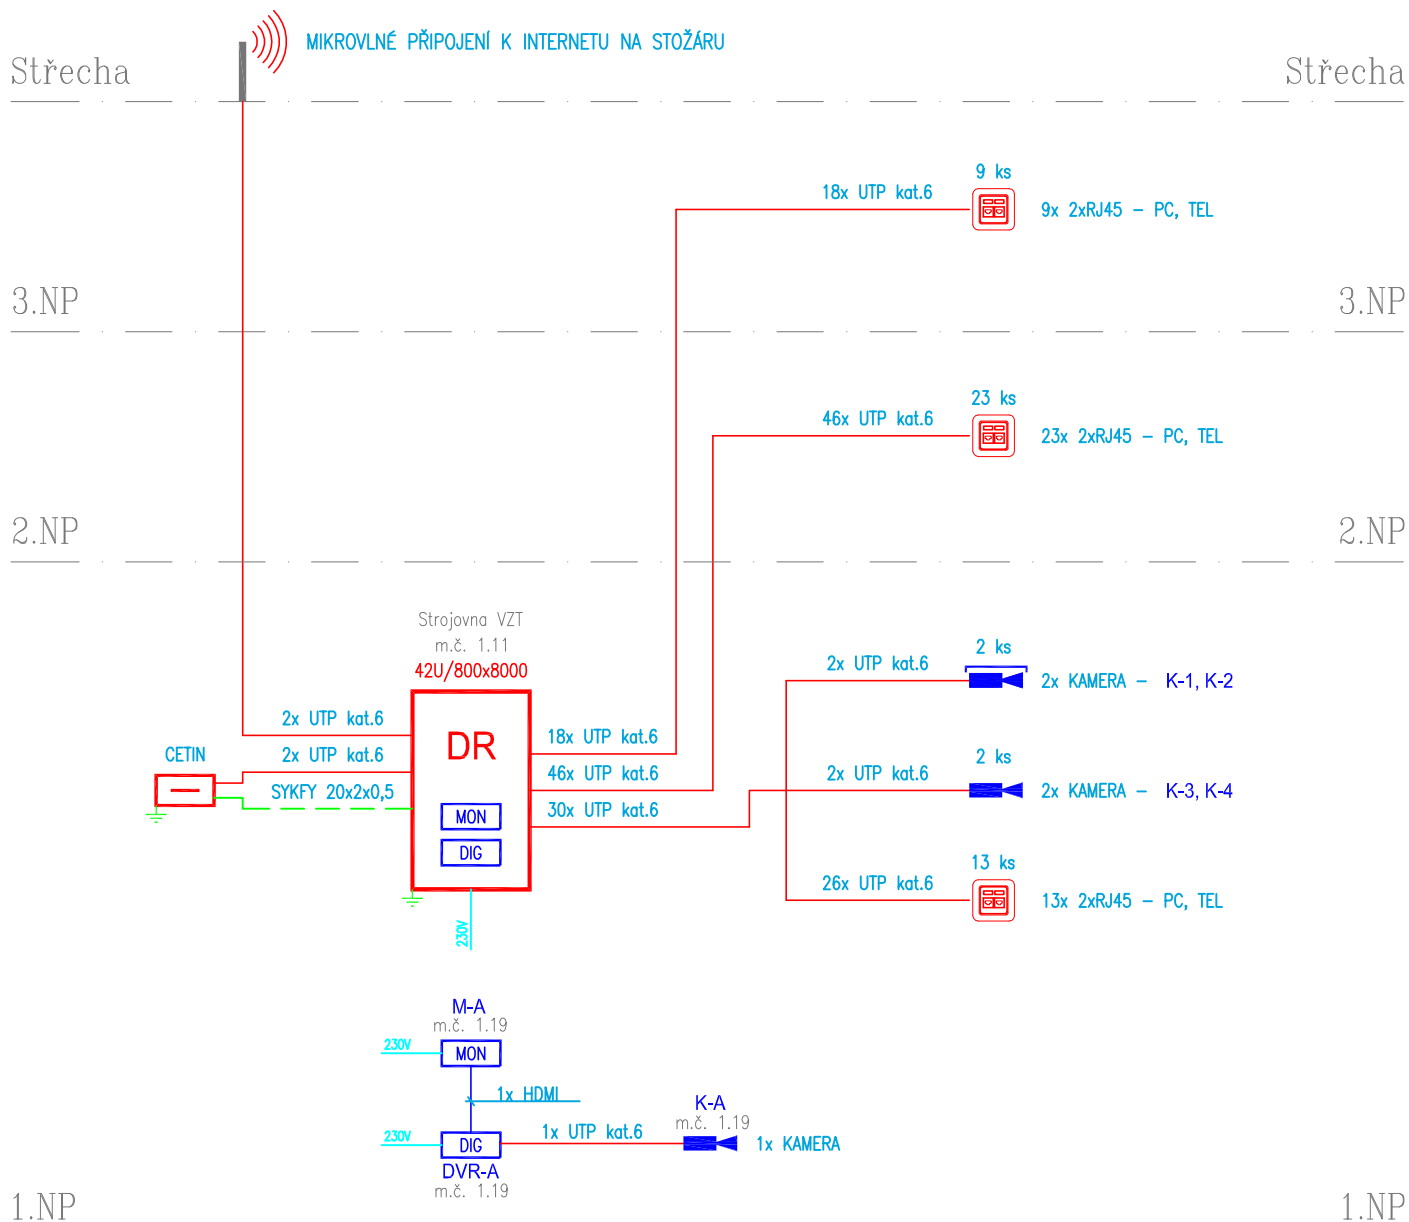 MIKROVLNÉ PŘIPOJENÍ K INTERNETU NA STOŽÁRU
Střecha
Střecha
9 ks
18x UTP kat.6
9x 2xRJ45 – PC, TEL
3.NP
3.NP
23 ks
46x UTP kat.6
23x 2xRJ45 – PC, TEL
2.NP
2.NP
Strojovna VZT
m.č. 1.11
42U/800x8000
2 ks
2x UTP kat.6
2x KAMERA – K-1, K-2
2x UTP kat.6
DR
18x UTP kat.6
CETIN
2x UTP kat.6
46x UTP kat.6
2 ks
2x UTP kat.6
2x KAMERA – K-3, K-4
SYKFY 20x2x0,5
MON
30x UTP kat.6
DIG
13 ks
26x UTP kat.6
13x 2xRJ45 – PC, TEL
230V
M-A
m.č. 1.19
230V
MON
1x HDMI
K-A
m.č. 1.19
230V
DIG
1x UTP kat.6
1x KAMERA
DVR-A
m.č. 1.19
1.NP
1.NP